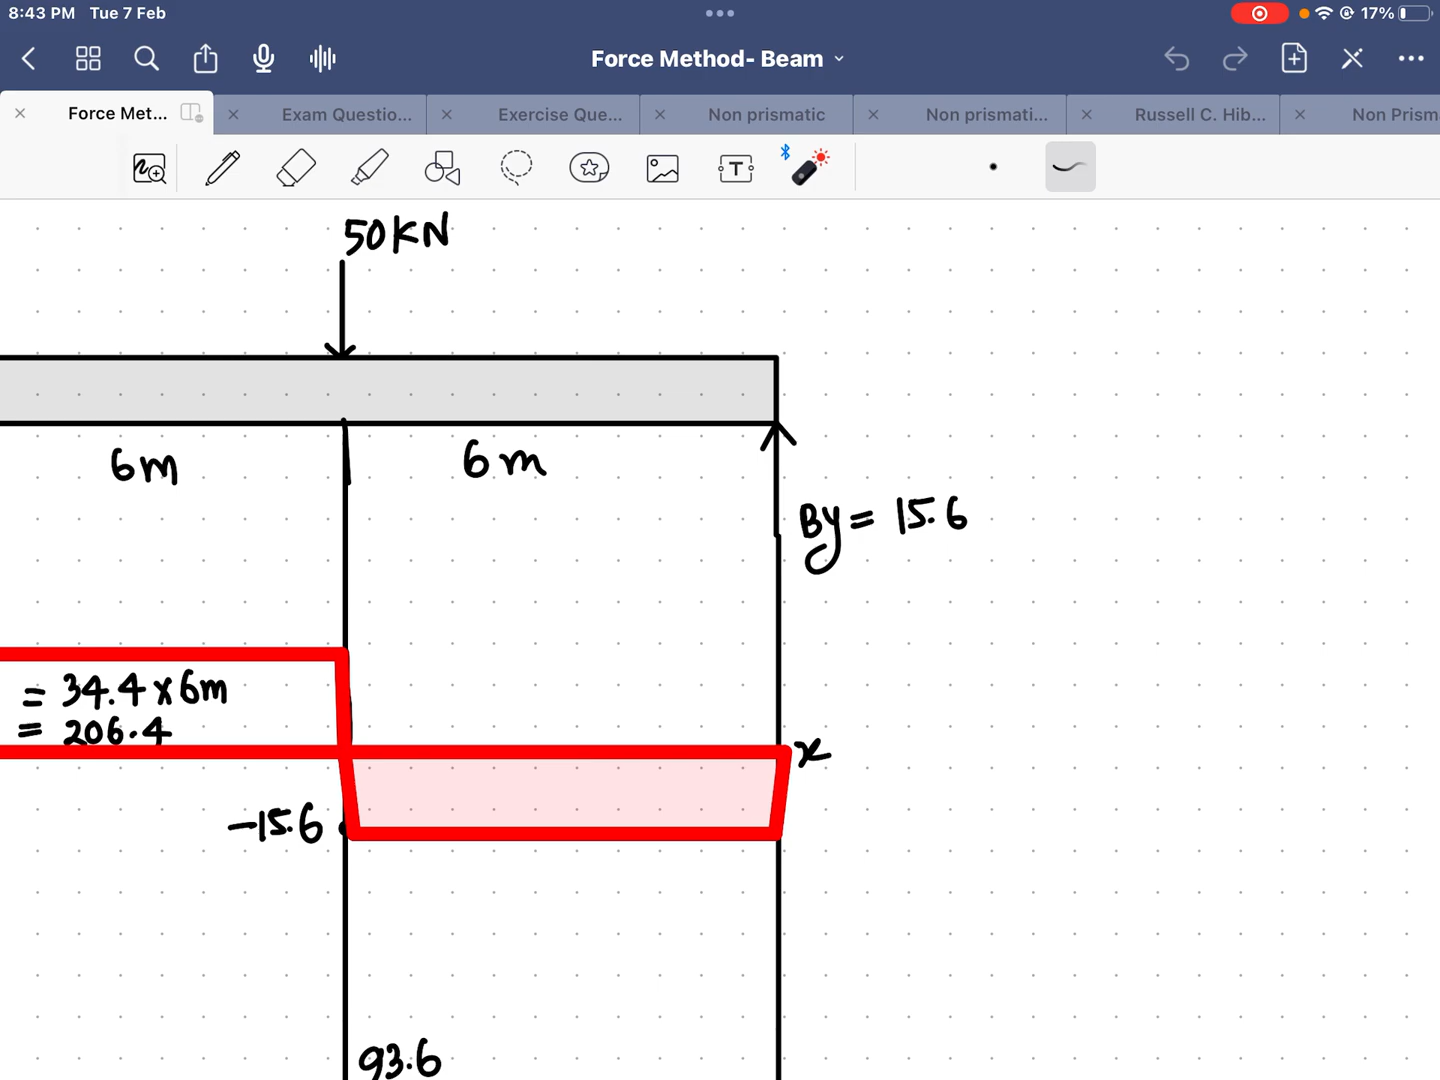 8:43 PM Tue 7 Feb
17%
Force Method- Beam
Force Met...
Exam Questio...
Exercise Que...
Non prismatic
Non prismati...
Russell C. Hib...
Non Prism
T
50KN
6m
6m
By = 15.6
= 34.4 x 6m
= 206.4
x
-15.6
93.6